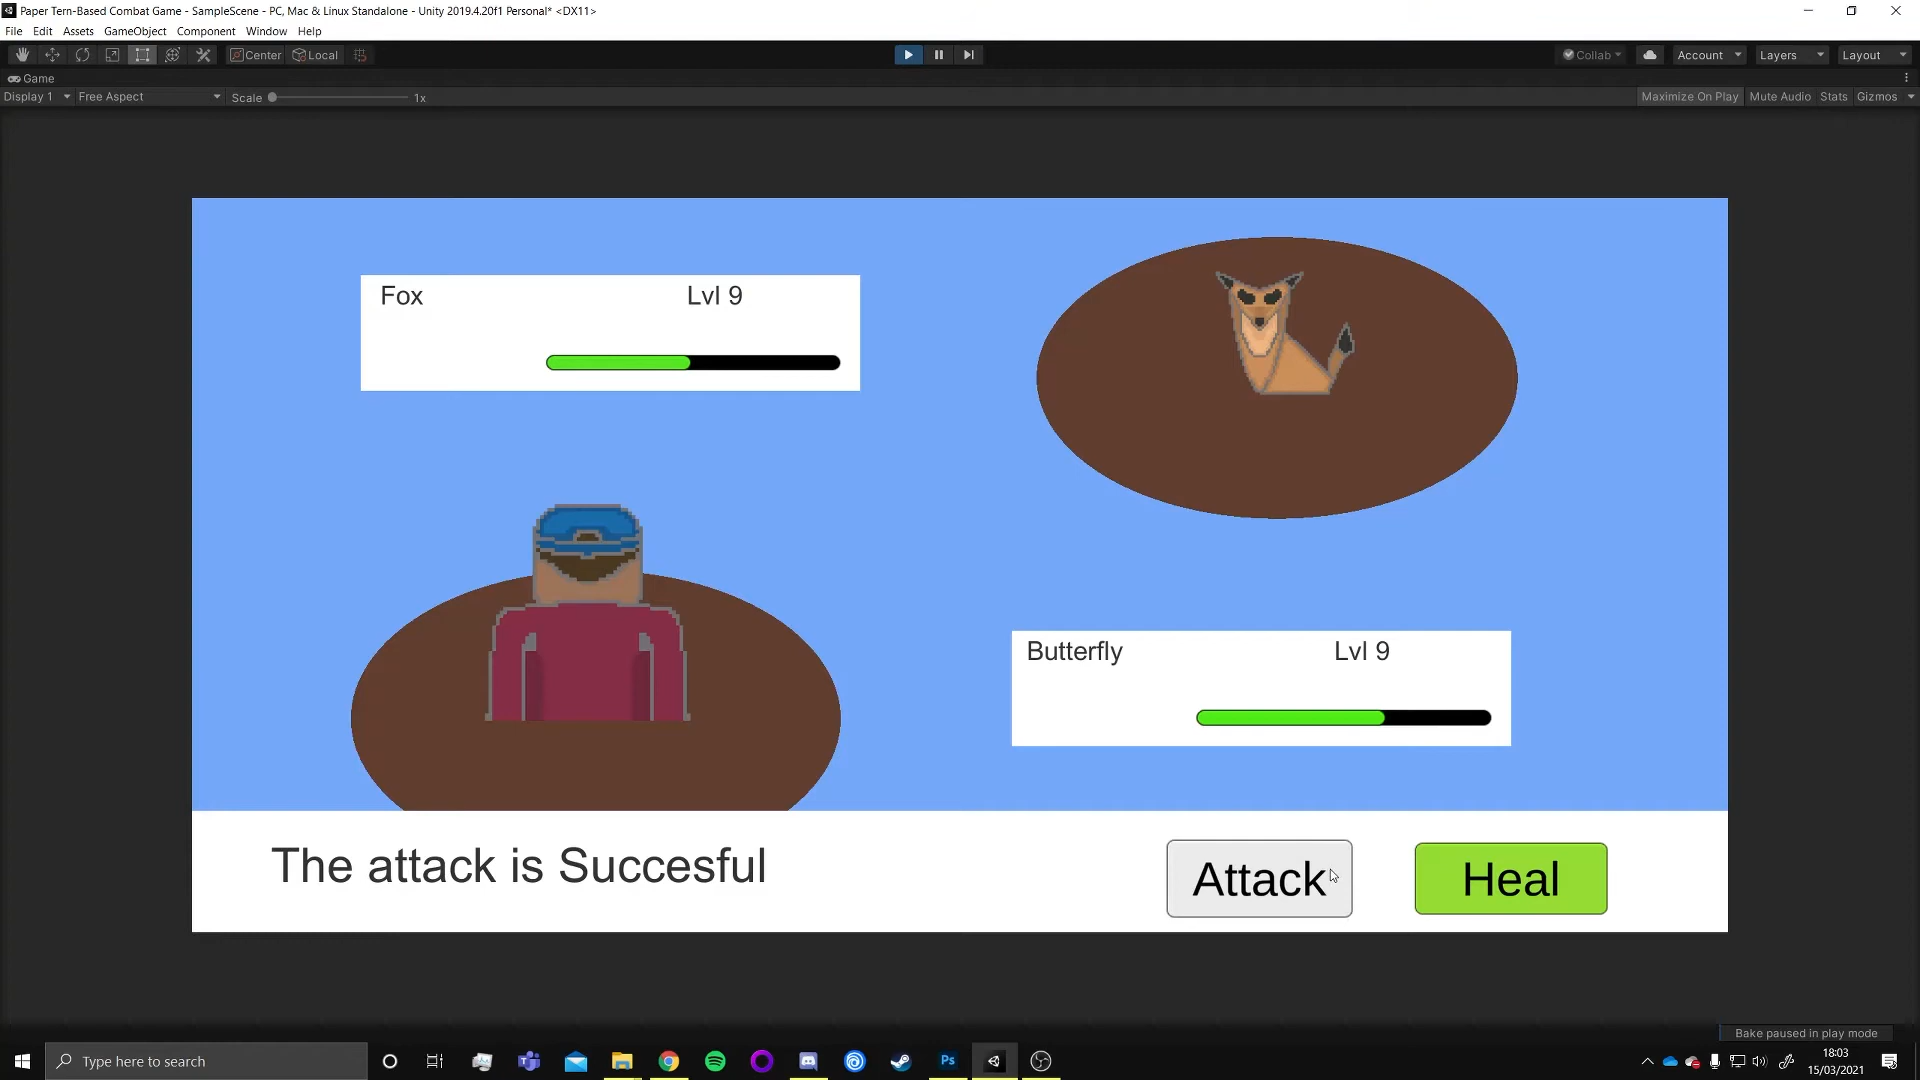 Paper Tern-Based Combat Game - SampleScene - PC, Mac & Linux Standalone - Unity 2019.4.20f1 Personal* <DX11>
File Edit Assets GameObject Component Window Help
Center Local Collab Account Layers Layout
Game
Display 1 Free Aspect Scale 1x Maximize On Play Mute Audio Stats Gizmos
Fox Lvl 9
Butterfly Lvl 9
The attack is Succesful Attack Heal
Bake paused in play mode
Type here to search Ps 18:03
15/03/2021